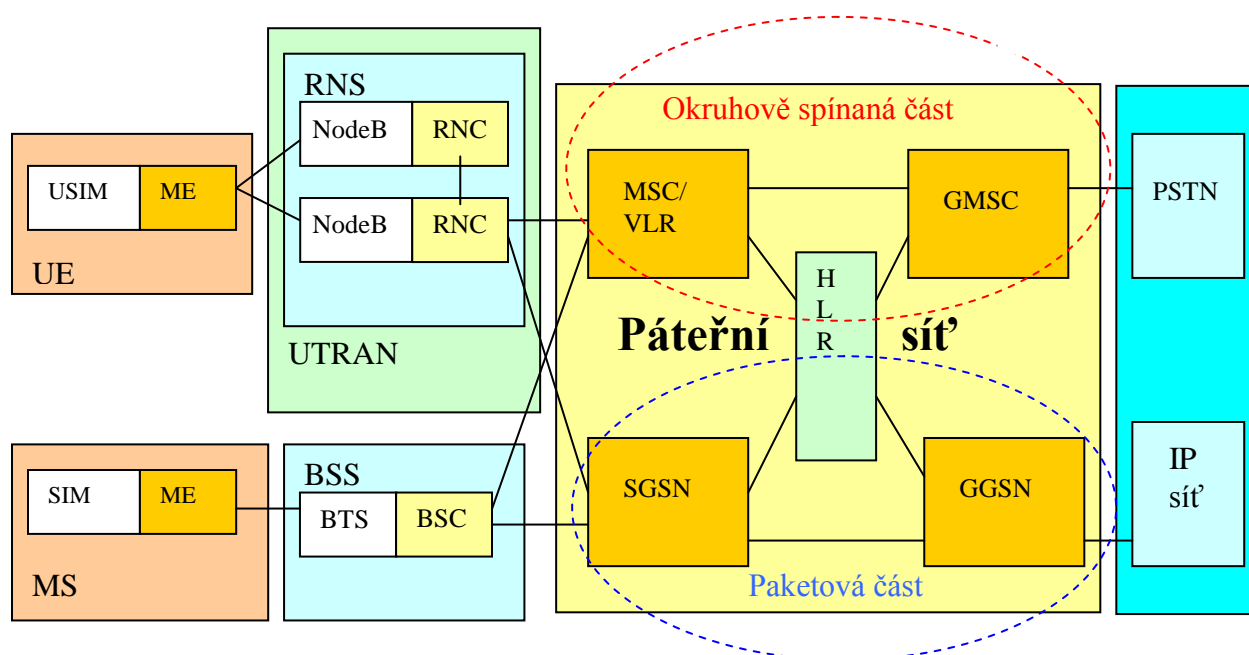 RNS
NodeB RNC
NodeB RNC
UTRAN
USIM ME
UE
SIM ME
MS
BSS
BTS BSC
Okruhově spínaná část
MSC/
VLR
GMSC
H
L
R
Páteřní síť
SGSN
GGSN
Paketová část
PSTN
IP
síť